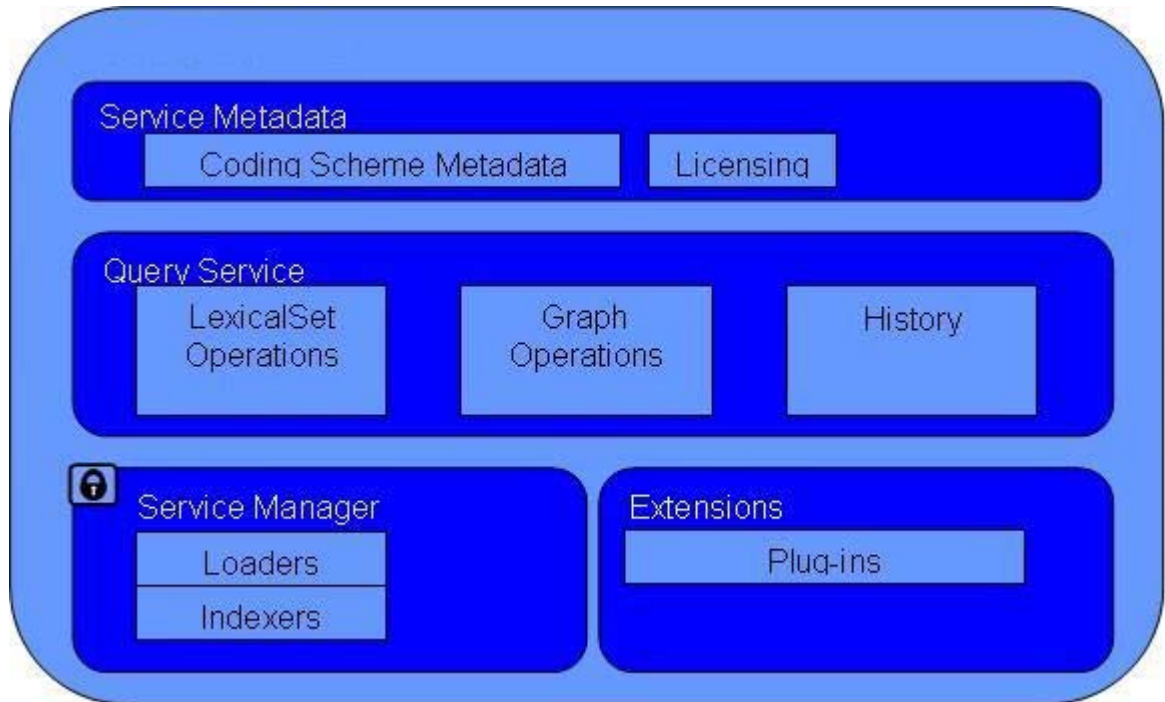 Service Metadata
Coding Scheme Metadata
Licensing
Query Service
LexicalSet
Operations
Graph
Operations
History
Service Manager
Loaders
Indexers
Extensions
Plug-ins